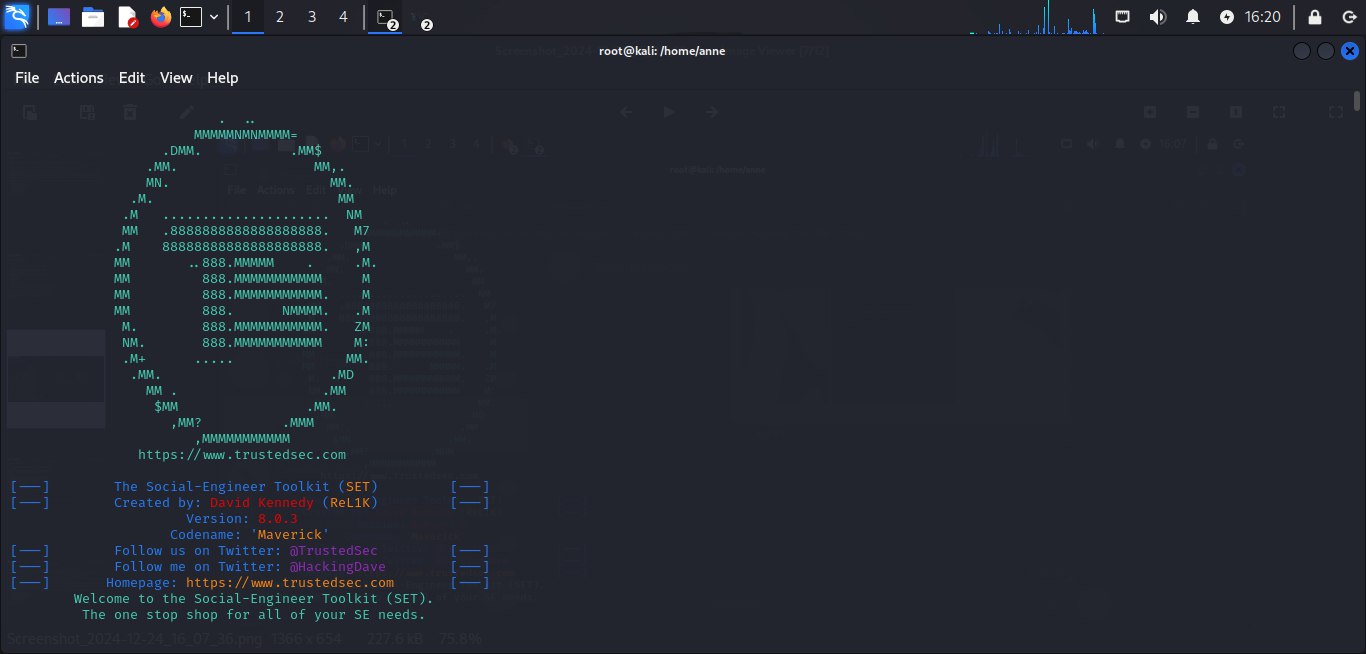 1 2 3 4 2 2 16:20
root@kali: /home/anne
File Actions Edit View Help
. ..
MMMMMNMNMMMM=
.DMM. .MM$
.MM. MM,.
MN. MM.
.M. MM
.M ..................... NM
MM .8888888888888888888. M7
.M 88888888888888888888. ,M
MM ..888.MMMMM . .M.
MM 888.MMMMMMMMMMM M
MM 888.MMMMMMMMMMM. M
MM 888. NMMMM. .M
M. 888.MMMMMMMMMMM. ZM
NM. 888.MMMMMMMMMMM M:
.M+ ..... MM.
.MM. .MD
MM . .MM
$MM .MM.
,MM? .MMM
,MMMMMMMMMMM
https://www.trustedsec.com
[---] The Social-Engineer Toolkit (SET) [---]
[---] Created by: David Kennedy (ReL1K) [---]
Version: 8.0.3
Codename: 'Maverick'
[---] Follow us on Twitter: @TrustedSec [---]
[---] Follow me on Twitter: @HackingDave [---]
[---] Homepage: https://www.trustedsec.com [---]
Welcome to the Social-Engineer Toolkit (SET).
The one stop shop for all of your SE needs.
Screenshot_2024-12-24_16_07_36.png 1366 x 654 227.6 kB 75.8%